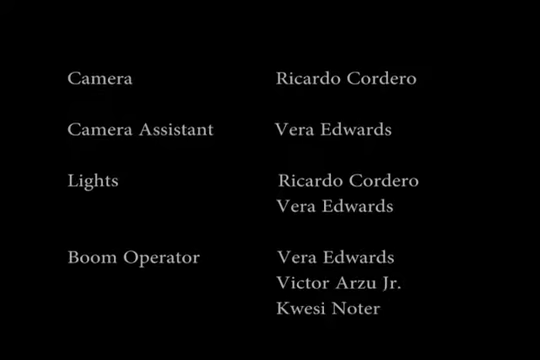 Camera Ricardo Cordero
Camera Assistant Vera Edwards
Lights Ricardo Cordero
Vera Edwards
Boom Operator Vera Edwards
Victor Arzu Jr.
Kwesi Noter